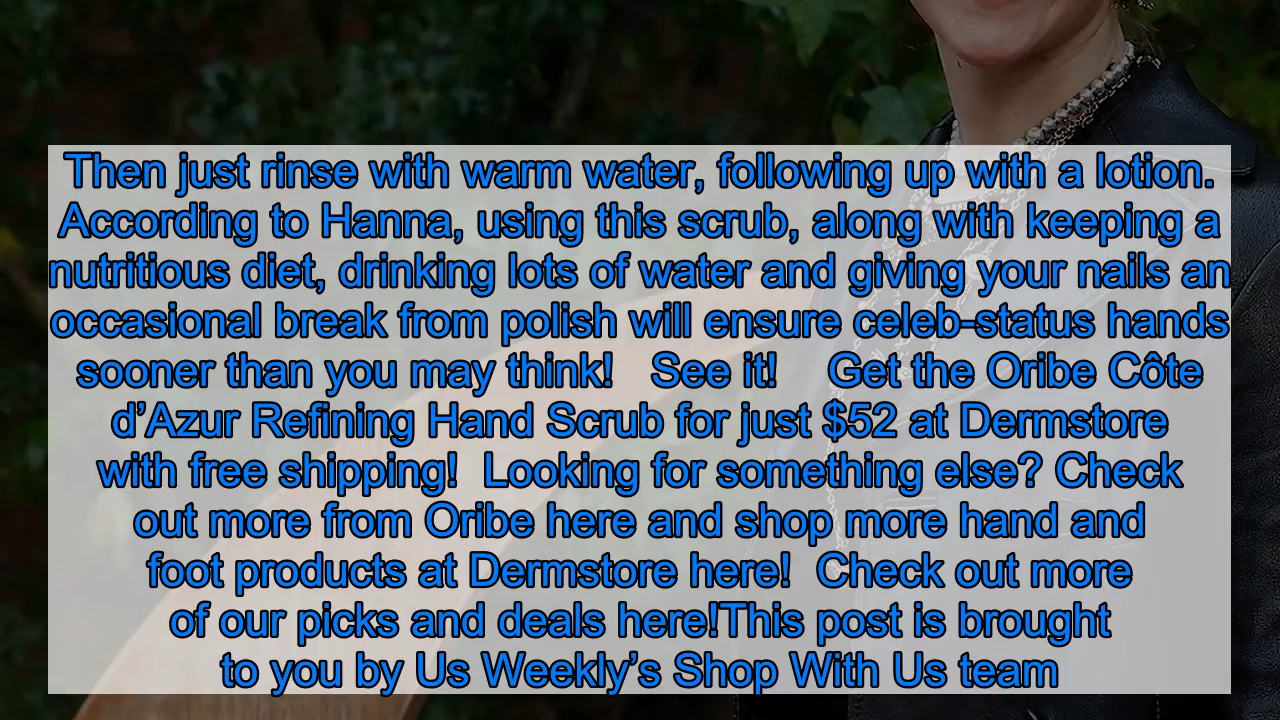 Then just rinse with warm water, following up with a lotion.
According to Hanna, using this scrub, along with keeping a
nutritious diet, drinking lots of water and giving your nails an
occasional break from polish will ensure celeb-status hands
sooner than you may think!   See it!    Get the Oribe Côte
d’Azur Refining Hand Scrub for just $52 at Dermstore
with free shipping!  Looking for something else? Check
out more from Oribe here and shop more hand and
foot products at Dermstore here!  Check out more
of our picks and deals here!This post is brought
to you by Us Weekly’s Shop With Us team